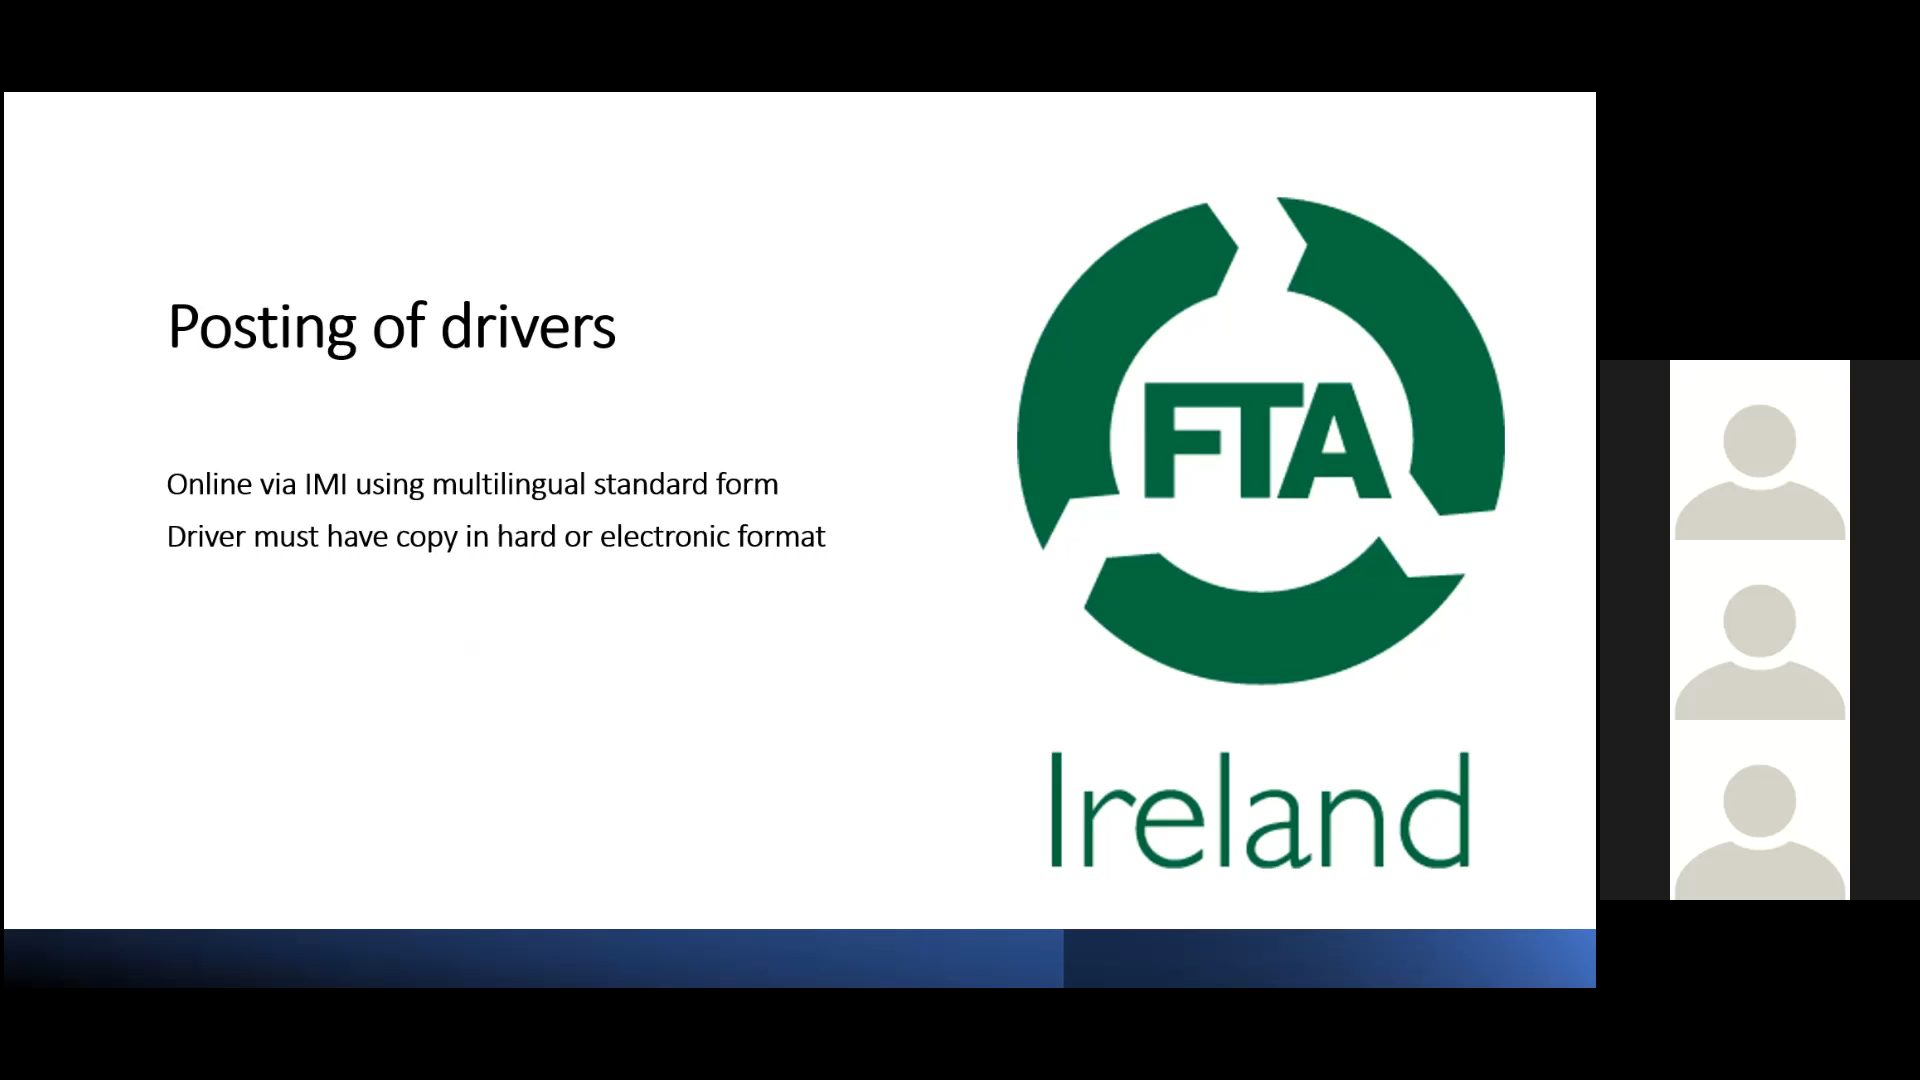 Posting of drivers
Online via IMI using multilingual standard form
Driver must have copy in hard or electronic format
FTA
Ireland